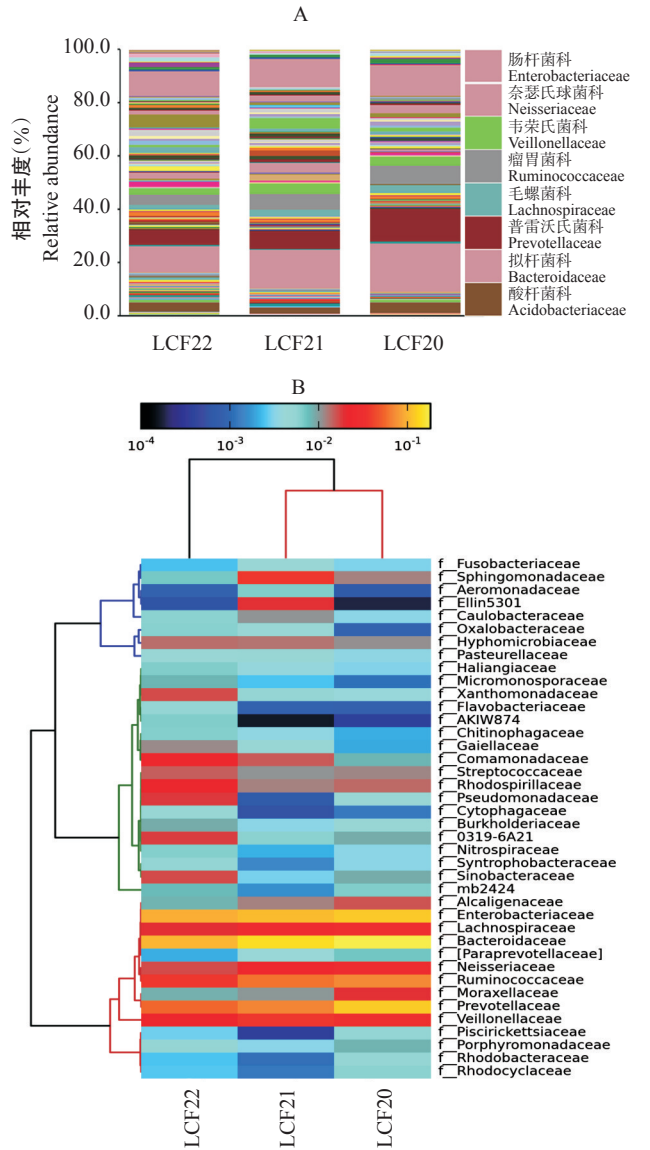 A
100.0
80.0
60.0
40.0
20.0
0.0
相对丰度(%)
Relative abundance
LCF22
LCF21
LCF20
肠杆菌科
Enterobacteriaceae
奈瑟氏球菌科
Neisseriaceae
韦荣氏菌科
Veillonellaceae
瘤胃菌科
Ruminococcaceae
毛螺菌科
Lachnospiraceae
普雷沃氏菌科
Prevotellaceae
拟杆菌科
Bacteroidaceae
酸杆菌科
Acidobacteriaceae
B
10-4
10-3
10-2
10-1
f__Fusobacteriaceae
f__Sphingomonadaceae
f__Aeromonadaceae
f__Ellin5301
f__Caulobacteraceae
f__Oxalobacteraceae
f__Hyphomicrobiaceae
f__Pasteurellaceae
f__Haliangiaceae
f__Micromonosporaceae
f__Xanthomonadaceae
f__Flavobacteriaceae
f__AKIW874
f__Chitinophagaceae
f__Gaiellaceae
f__Comamonadaceae
f__Streptococcaceae
f__Rhodospirillaceae
f__Pseudomonadaceae
f__Cytophagaceae
f__Burkholderiaceae
f__0319-6A21
f__Nitrospiraceae
f__Syntrophobacteraceae
f__Sinobacteraceae
f__mb2424
f__Alcaligenaceae
f__Enterobacteriaceae
f__Lachnospiraceae
f__Bacteroidaceae
f__[Paraprevotellaceae]
f__Neisseriaceae
f__Ruminococcaceae
f__Moraxellaceae
f__Prevotellaceae
f__Veillonellaceae
f__Piscirickettsiaceae
f__Porphyromonadaceae
f__Rhodobacteraceae
f__Rhodocyclaceae
LCF22
LCF21
LCF20